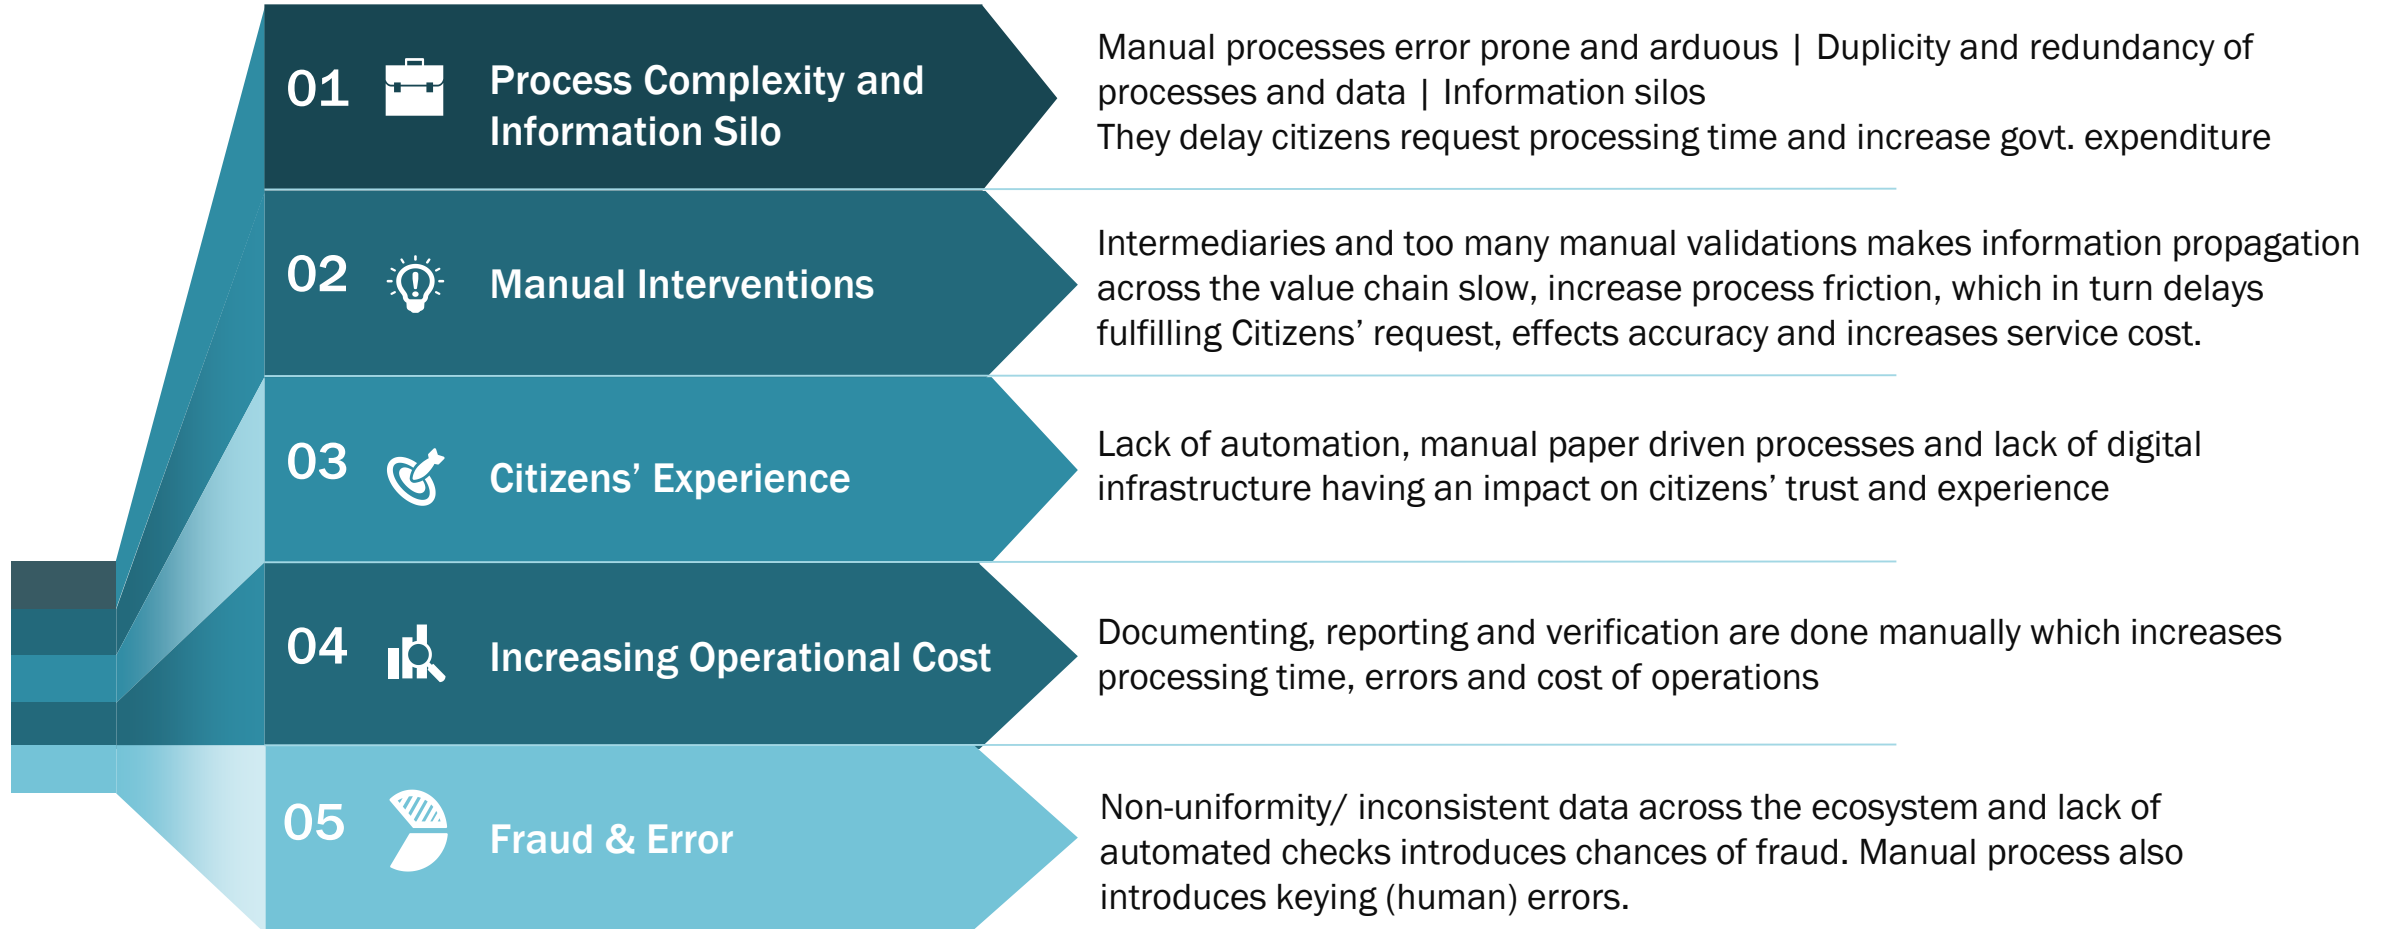 01
Process Complexity and
Information Silo
Manual processes error prone and arduous | Duplicity and redundancy of
processes and data | Information silos
They delay citizens request processing time and increase govt. expenditure
02
Manual Interventions
Intermediaries and too many manual validations makes information propagation
across the value chain slow, increase process friction, which in turn delays
fulfilling Citizens’ request, effects accuracy and increases service cost.
03
Citizens’ Experience
Lack of automation, manual paper driven processes and lack of digital
infrastructure having an impact on citizens’ trust and experience
04
Increasing Operational Cost
Documenting, reporting and verification are done manually which increases
processing time, errors and cost of operations
05
Fraud & Error
Non-uniformity/ inconsistent data across the ecosystem and lack of
automated checks introduces chances of fraud. Manual process also
introduces keying (human) errors.